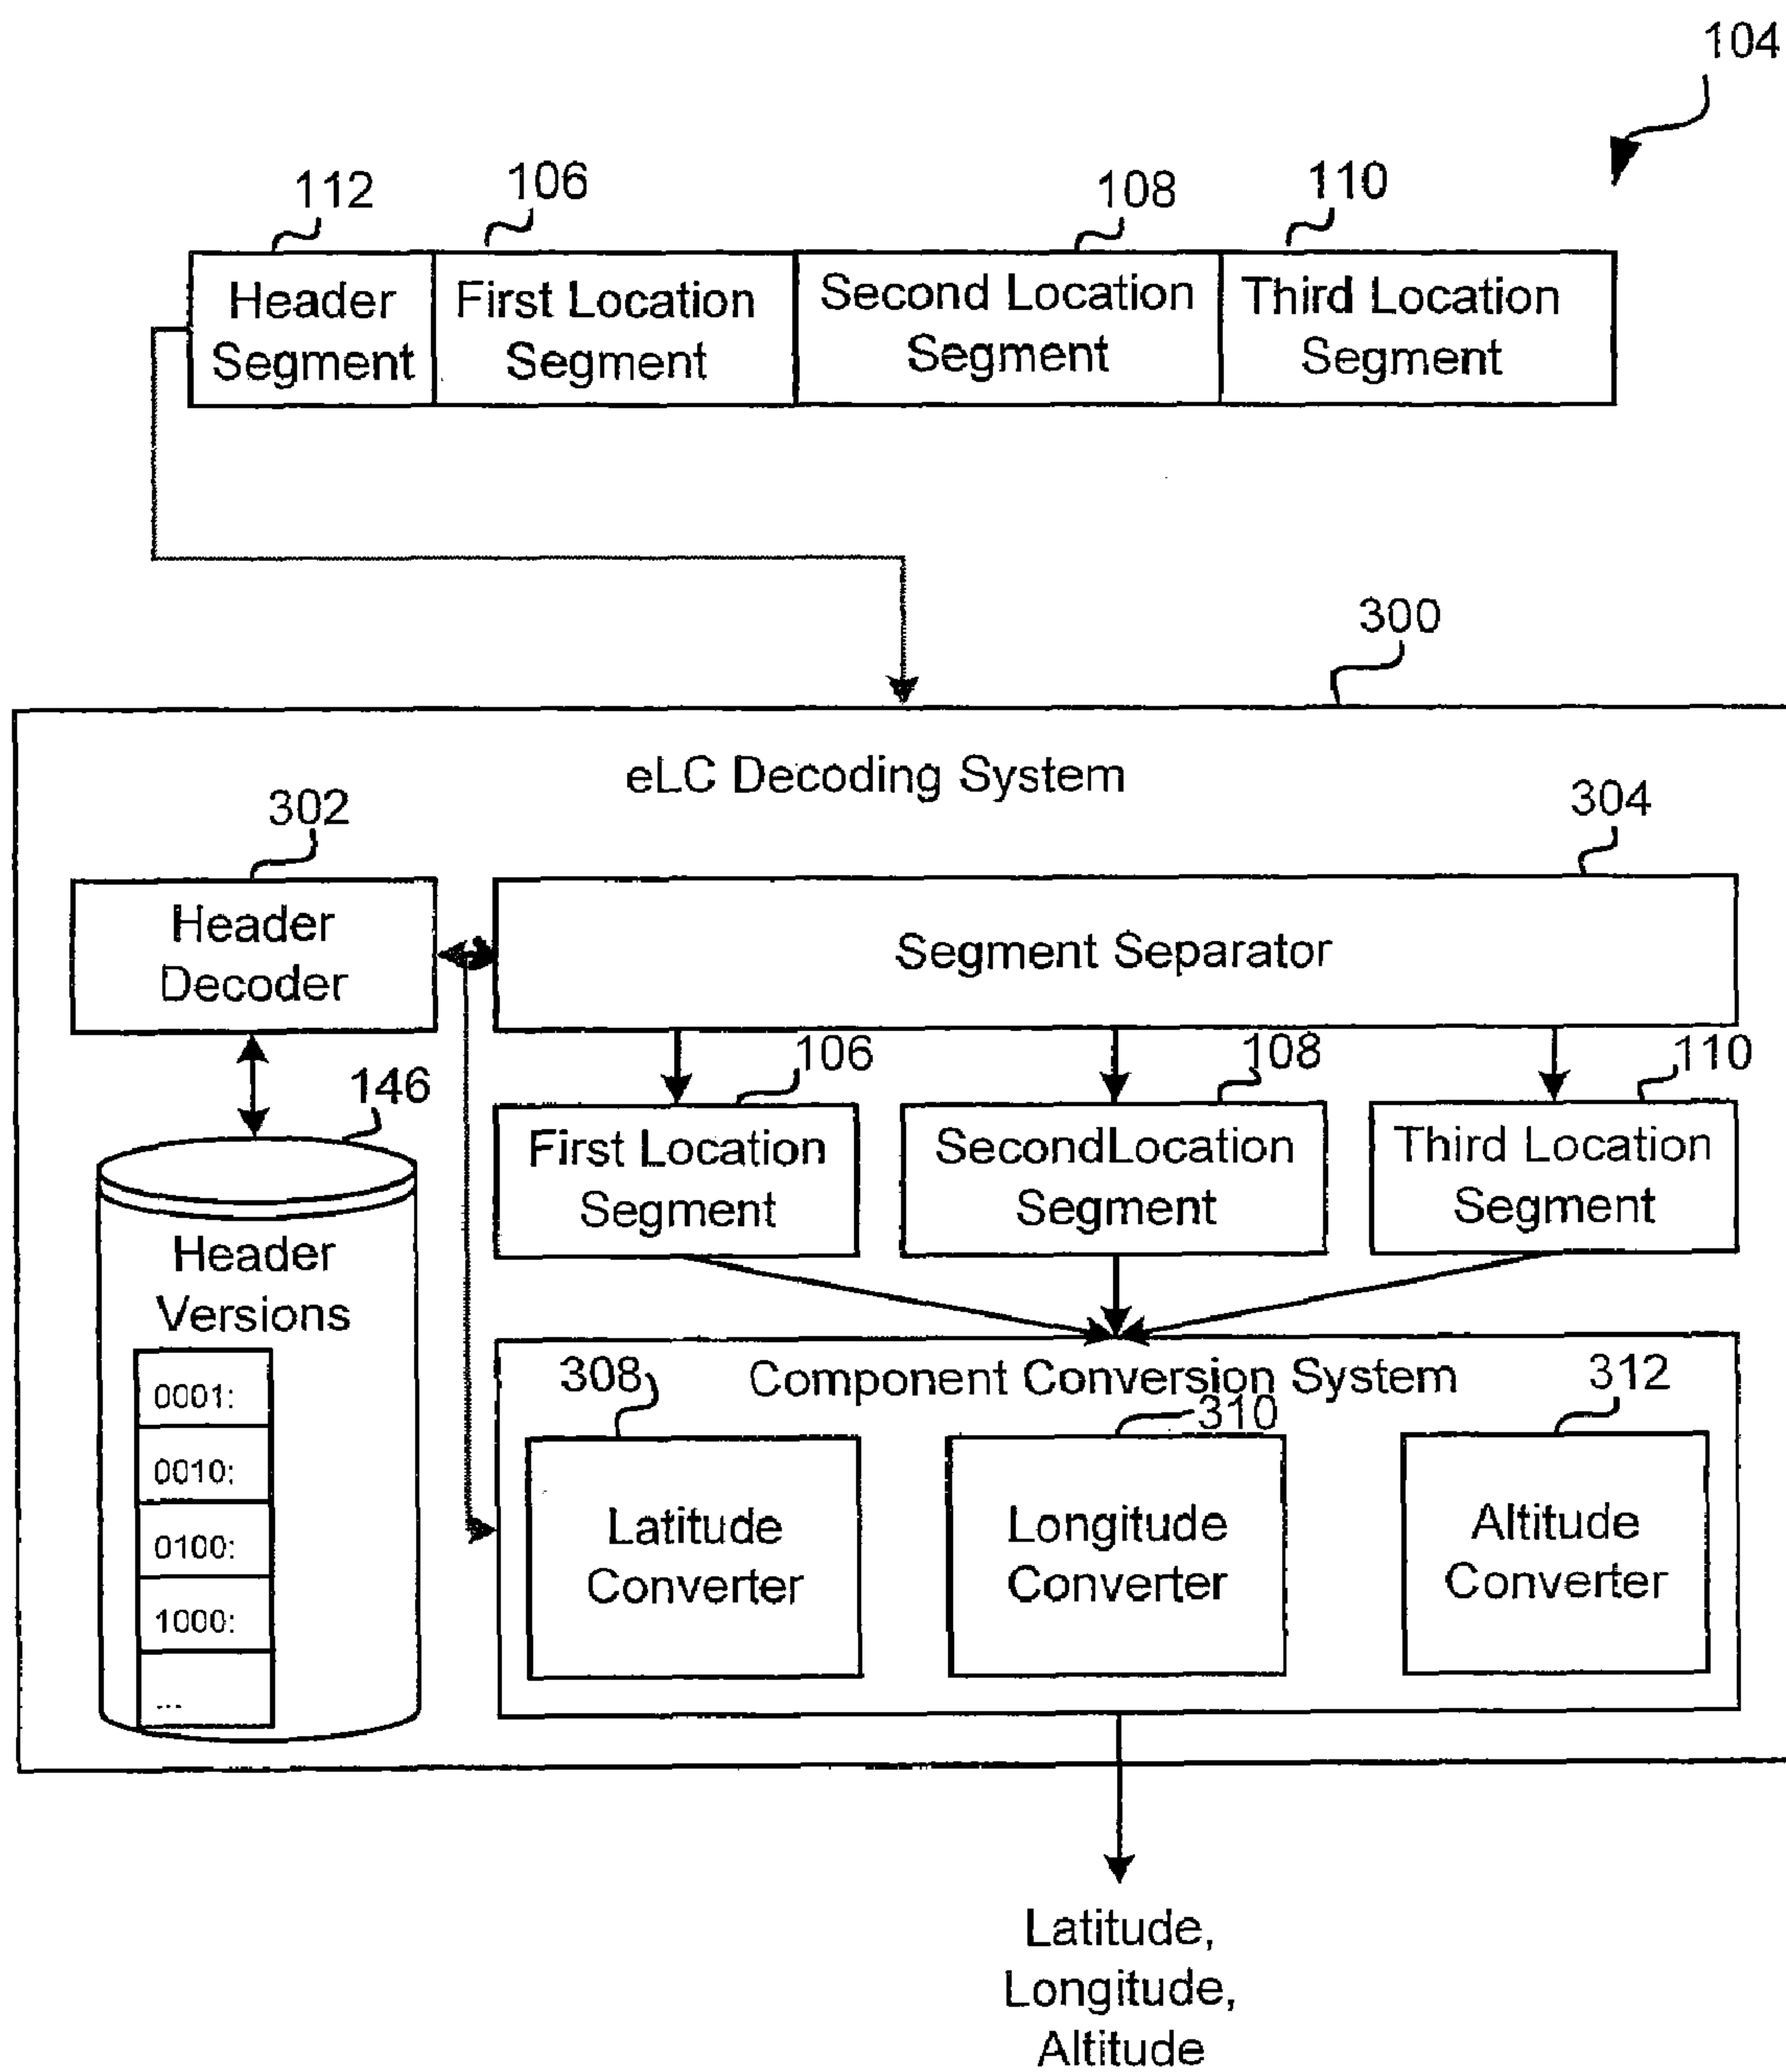 104
112
106
108
110
Header
Segment
First Location
Segment
Second Location
Segment
Third Location
Segment
300
eLC Decoding System
302
304
Header
Decoder
Segment Separator
106
108
110
146
First Location
Segment
SecondLocation
Segment
Third Location
Segment
Header
Versions
0001:
0010:
0100:
1000:
...
Component Conversion System
308
310
312
Latitude
Converter
Longitude
Converter
Altitude
Converter
Latitude,
Longitude,
Altitude